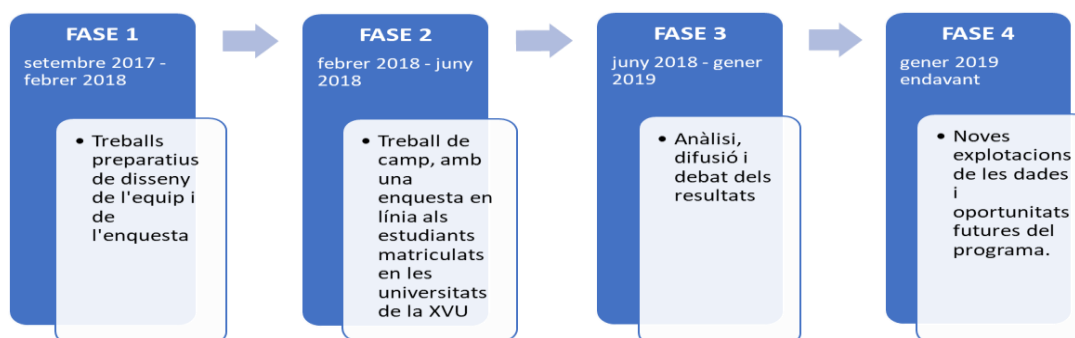 FASE 1
setembre 2017 -
febrer 2018
• Treballs
preparatius
de disseny
de l'equip i
de
l'enquesta
FASE 2
febrer 2018 - juny
2018
• Treball de
camp, amb
una
enquesta en
línia als
estudiants
matriculats
en les
universitats
de la XVU
FASE 3
juny 2018 - gener
2019
• Anàlisi,
difusió i
debat dels
resultats
FASE 4
gener 2019
endavant
• Noves
explotacions
de les dades
i
oportunitats
futures del
programa.